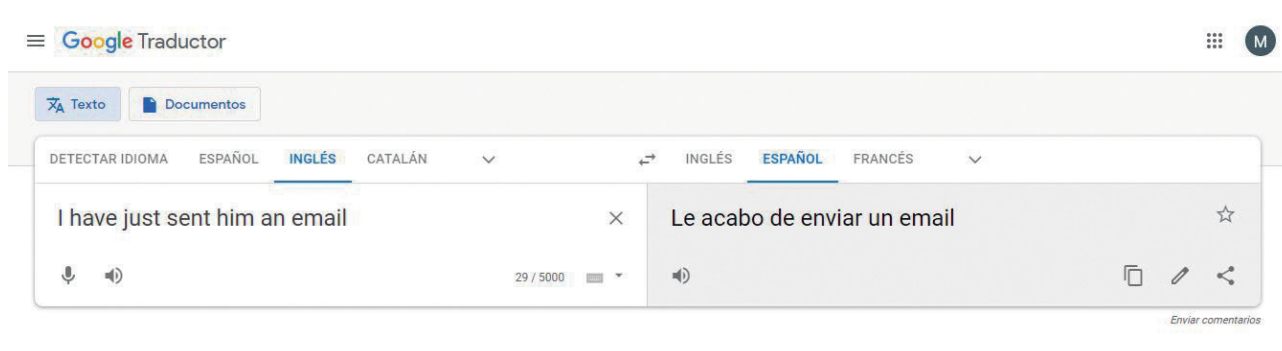 Google Traductor
M
Texto
Documentos
DETECTAR IDIOMA ESPAÑOL INGLÉS CATALÁN
INGLÉS ESPAÑOL FRANCÉS
I have just sent him an email
Le acabo de enviar un email
29 / 5000
Enviar comentarios